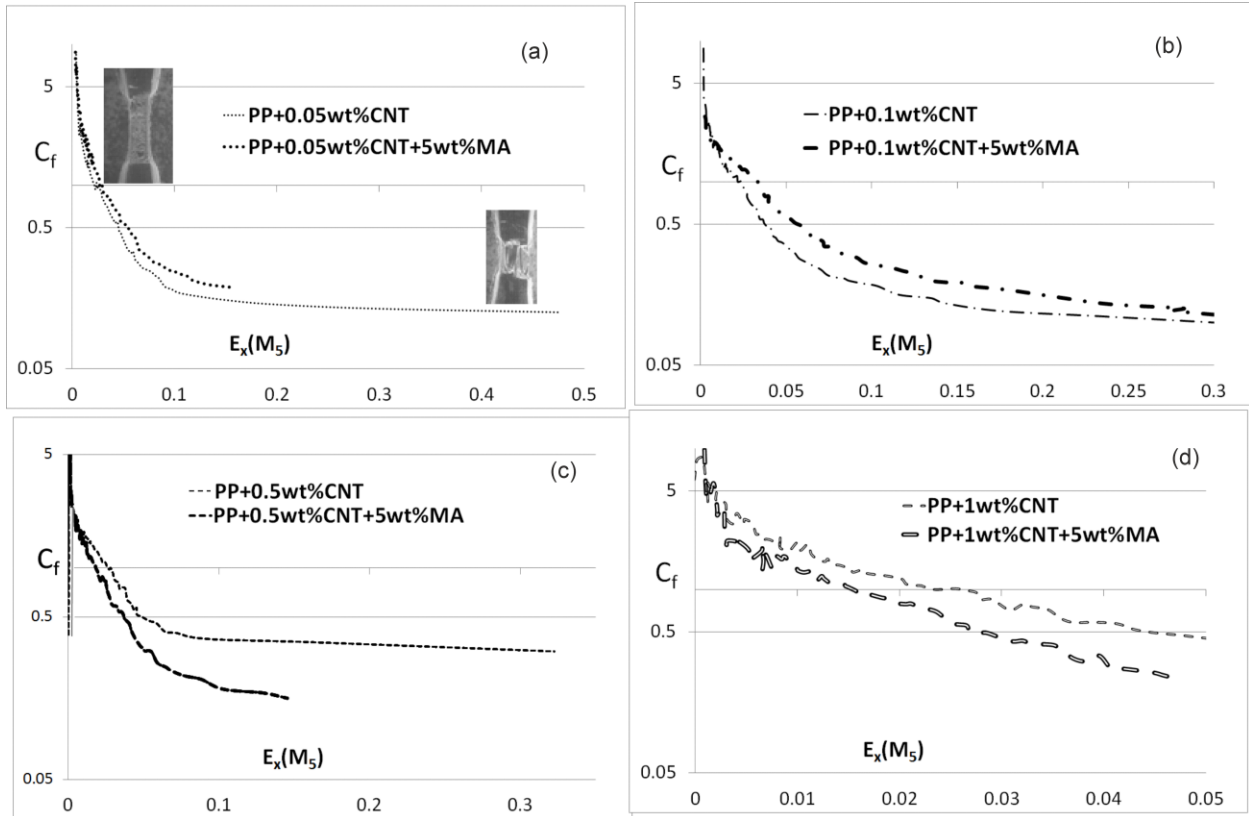 (a)
5
PP+0.05wt%CNT
PP+0.05wt%CNT+5wt%MA
Cf
0.5
Ex(M5)
0.05
0 0.1 0.2 0.3 0.4 0.5
(b)
5
PP+0.1wt%CNT
PP+0.1wt%CNT+5wt%MA
Cf
0.5
Ex(M5)
0.05
0 0.05 0.1 0.15 0.2 0.25 0.3
(c)
5
PP+0.5wt%CNT
PP+0.5wt%CNT+5wt%MA
Cf
0.5
Ex(M5)
0.05
0 0.1 0.2 0.3
(d)
5
PP+1wt%CNT
PP+1wt%CNT+5wt%MA
Cf
0.5
Ex(M5)
0.05
0 0.01 0.02 0.03 0.04 0.05